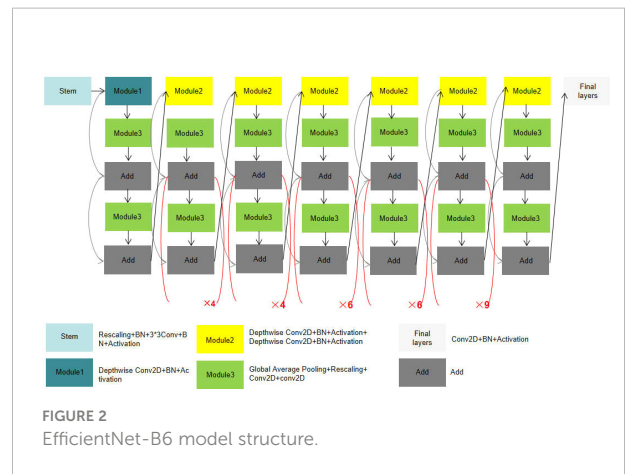 Stem Module1 Module2 Module2 Module2 Module2 Module2 Module2 Final layers
Module3 Module3 Module3 Module3 Module3 Module3 Module3
Add Add Add Add Add Add Add
Module3 Module3 Module3 Module3 Module3 Module3 Module3
Add Add Add Add Add Add Add
×4 ×4 ×6 ×6 ×9
Stem
Rescaling+BN+3*3Conv+B
N+Activation
Module2
Depthwise Conv2D+BN+Activation+
Depthwise Conv2D+BN+Activation
Final
layers
Conv2D+BN+Activation
Module1
Depthwise Conv2D+BN+Ac
tivation
Module3
Global Average Pooling+Rescaling+
Conv2D+conv2D
Add
Add
FIGURE 2
EfficientNet-B6 model structure.